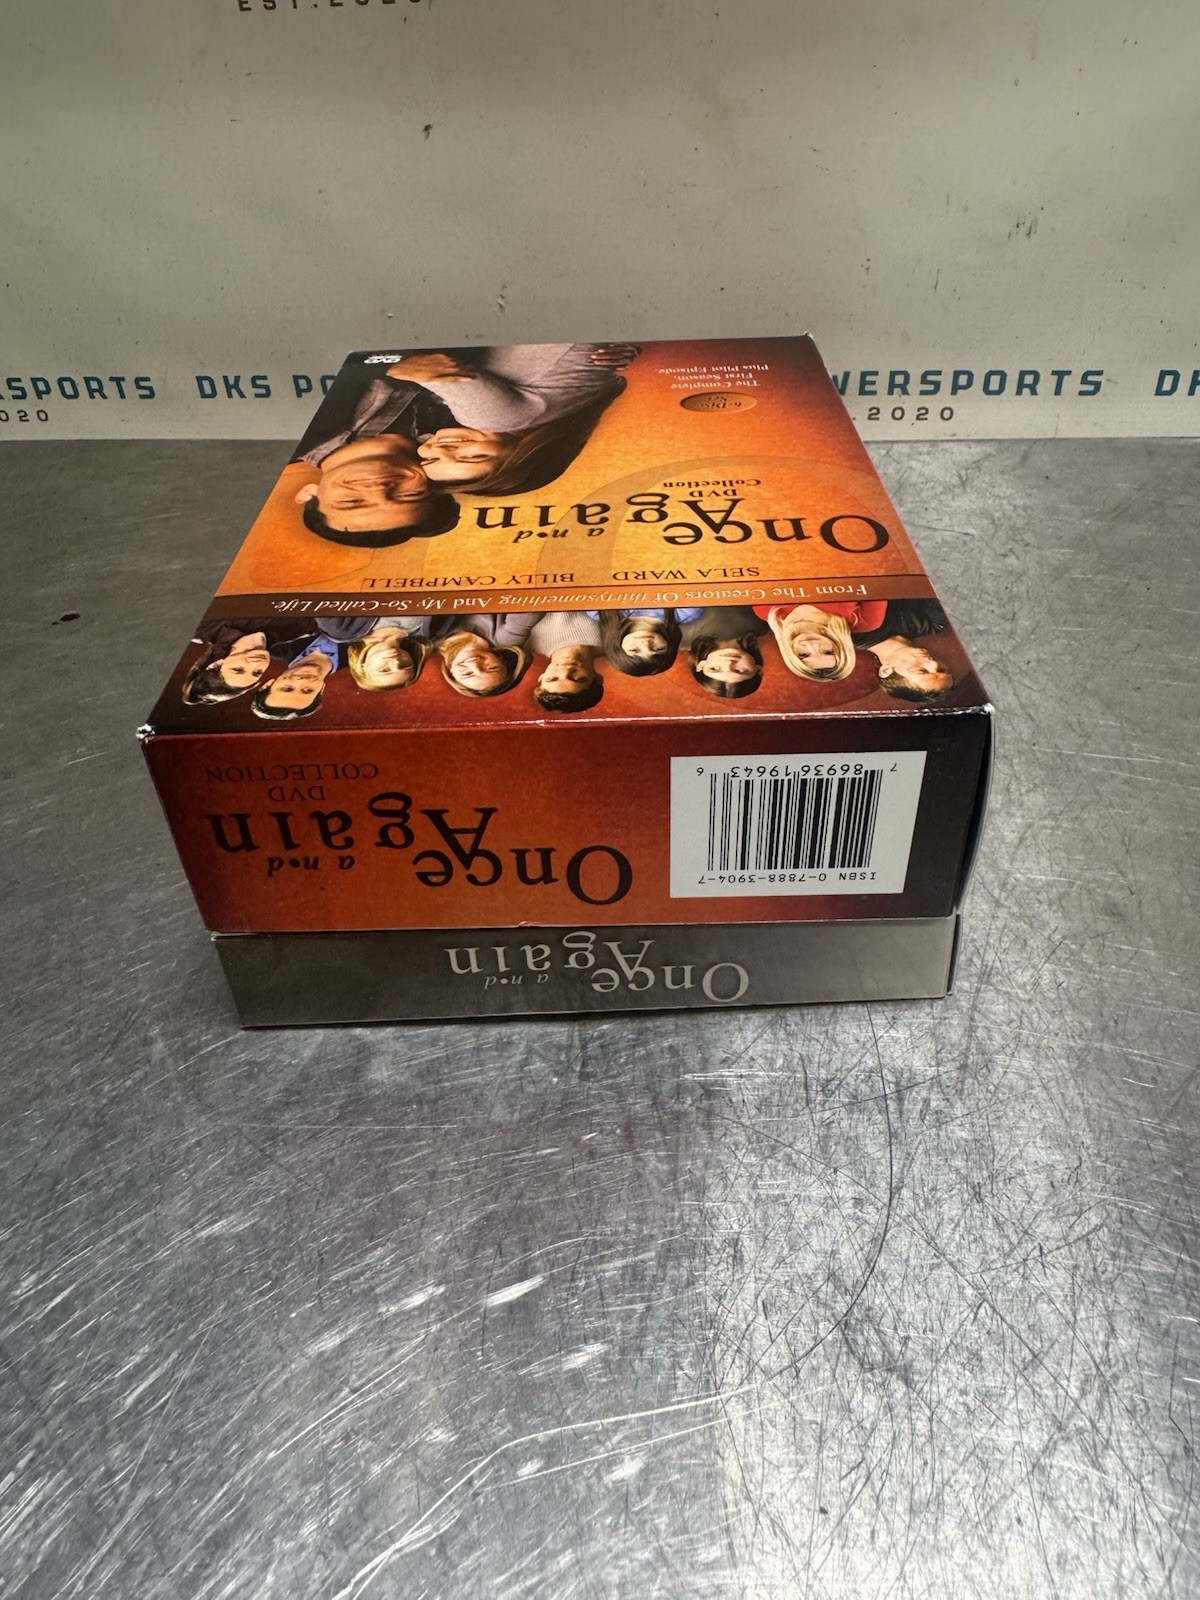 EST.2020
KSPORTS DKS PO
WERSPORTS DK
2020
.2020
From The Creators Of thirtysomething And My So-Called Life.
SELA WARD BILLY CAMPBELL
Once
and
Again
DVD
Collection
6-Disc
Set
The Complete
First Season,
Plus Pilot Episode.
DVD
ISBN 0-7888-3904-7
7 86936 19643 6
Once
and
Again
DVD
COLLECTION
Once
and
Again